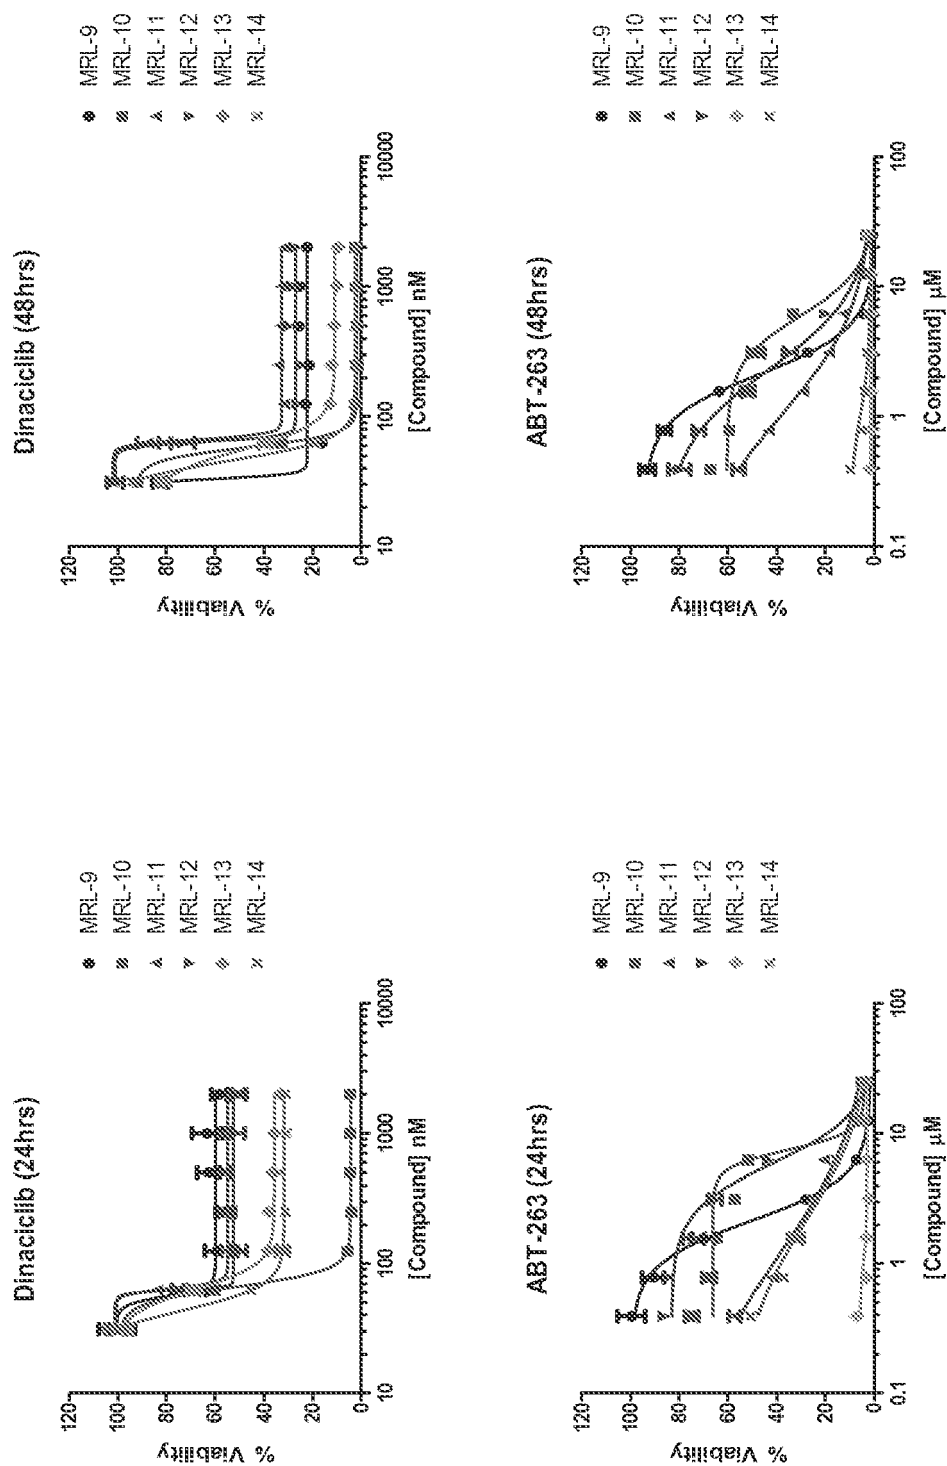 Dinaciclib (24hrs)
% Viability
120
100
80
60
40
20
0
10
100
1000
10000
[Compound] nM
MRL-9
MRL-10
MRL-11
MRL-12
MRL-13
MRL-14
Dinaciclib (48hrs)
% Viability
120
100
80
60
40
20
0
10
100
1000
10000
[Compound] nM
MRL-9
MRL-10
MRL-11
MRL-12
MRL-13
MRL-14
ABT-263 (24hrs)
% Viability
120
100
80
60
40
20
0
0.1
1
10
100
[Compound] µM
MRL-9
MRL-10
MRL-11
MRL-12
MRL-13
MRL-14
ABT-263 (48hrs)
% Viability
120
100
80
60
40
20
0
0.1
1
10
100
[Compound] µM
MRL-9
MRL-10
MRL-11
MRL-12
MRL-13
MRL-14